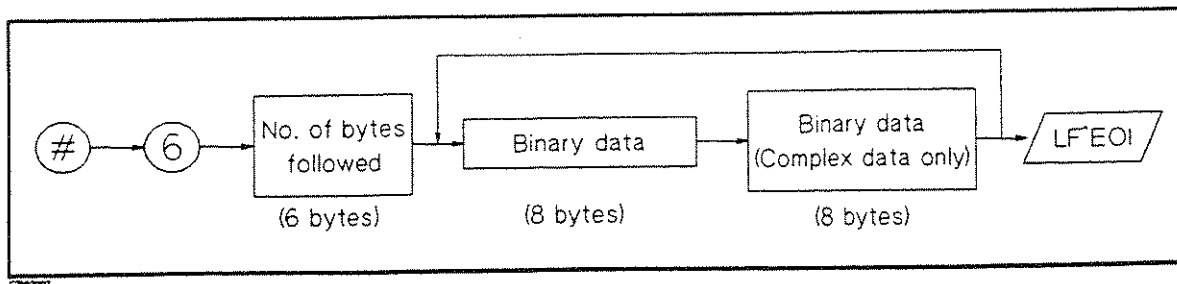 #
6
No. of bytes
followed
(6 bytes)
Binary data
(8 bytes)
Binary data
(Complex data only)
(8 bytes)
LF^EOI